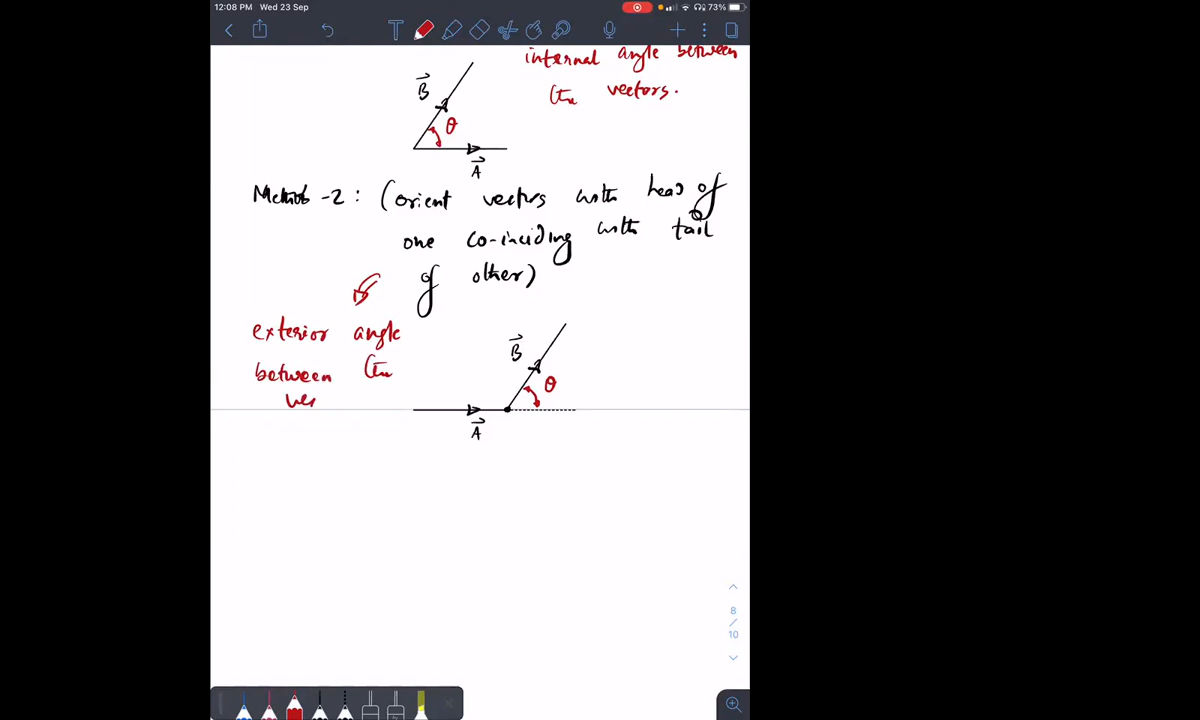 12:08 PM Wed 23 Sep
73%
internal angle between
the vectors.
B
θ
A
Method -2: (orient vectors with head of
one co-inciding with tail
of other)
exterior angle
between the
vec
B
θ
A
8
/
10